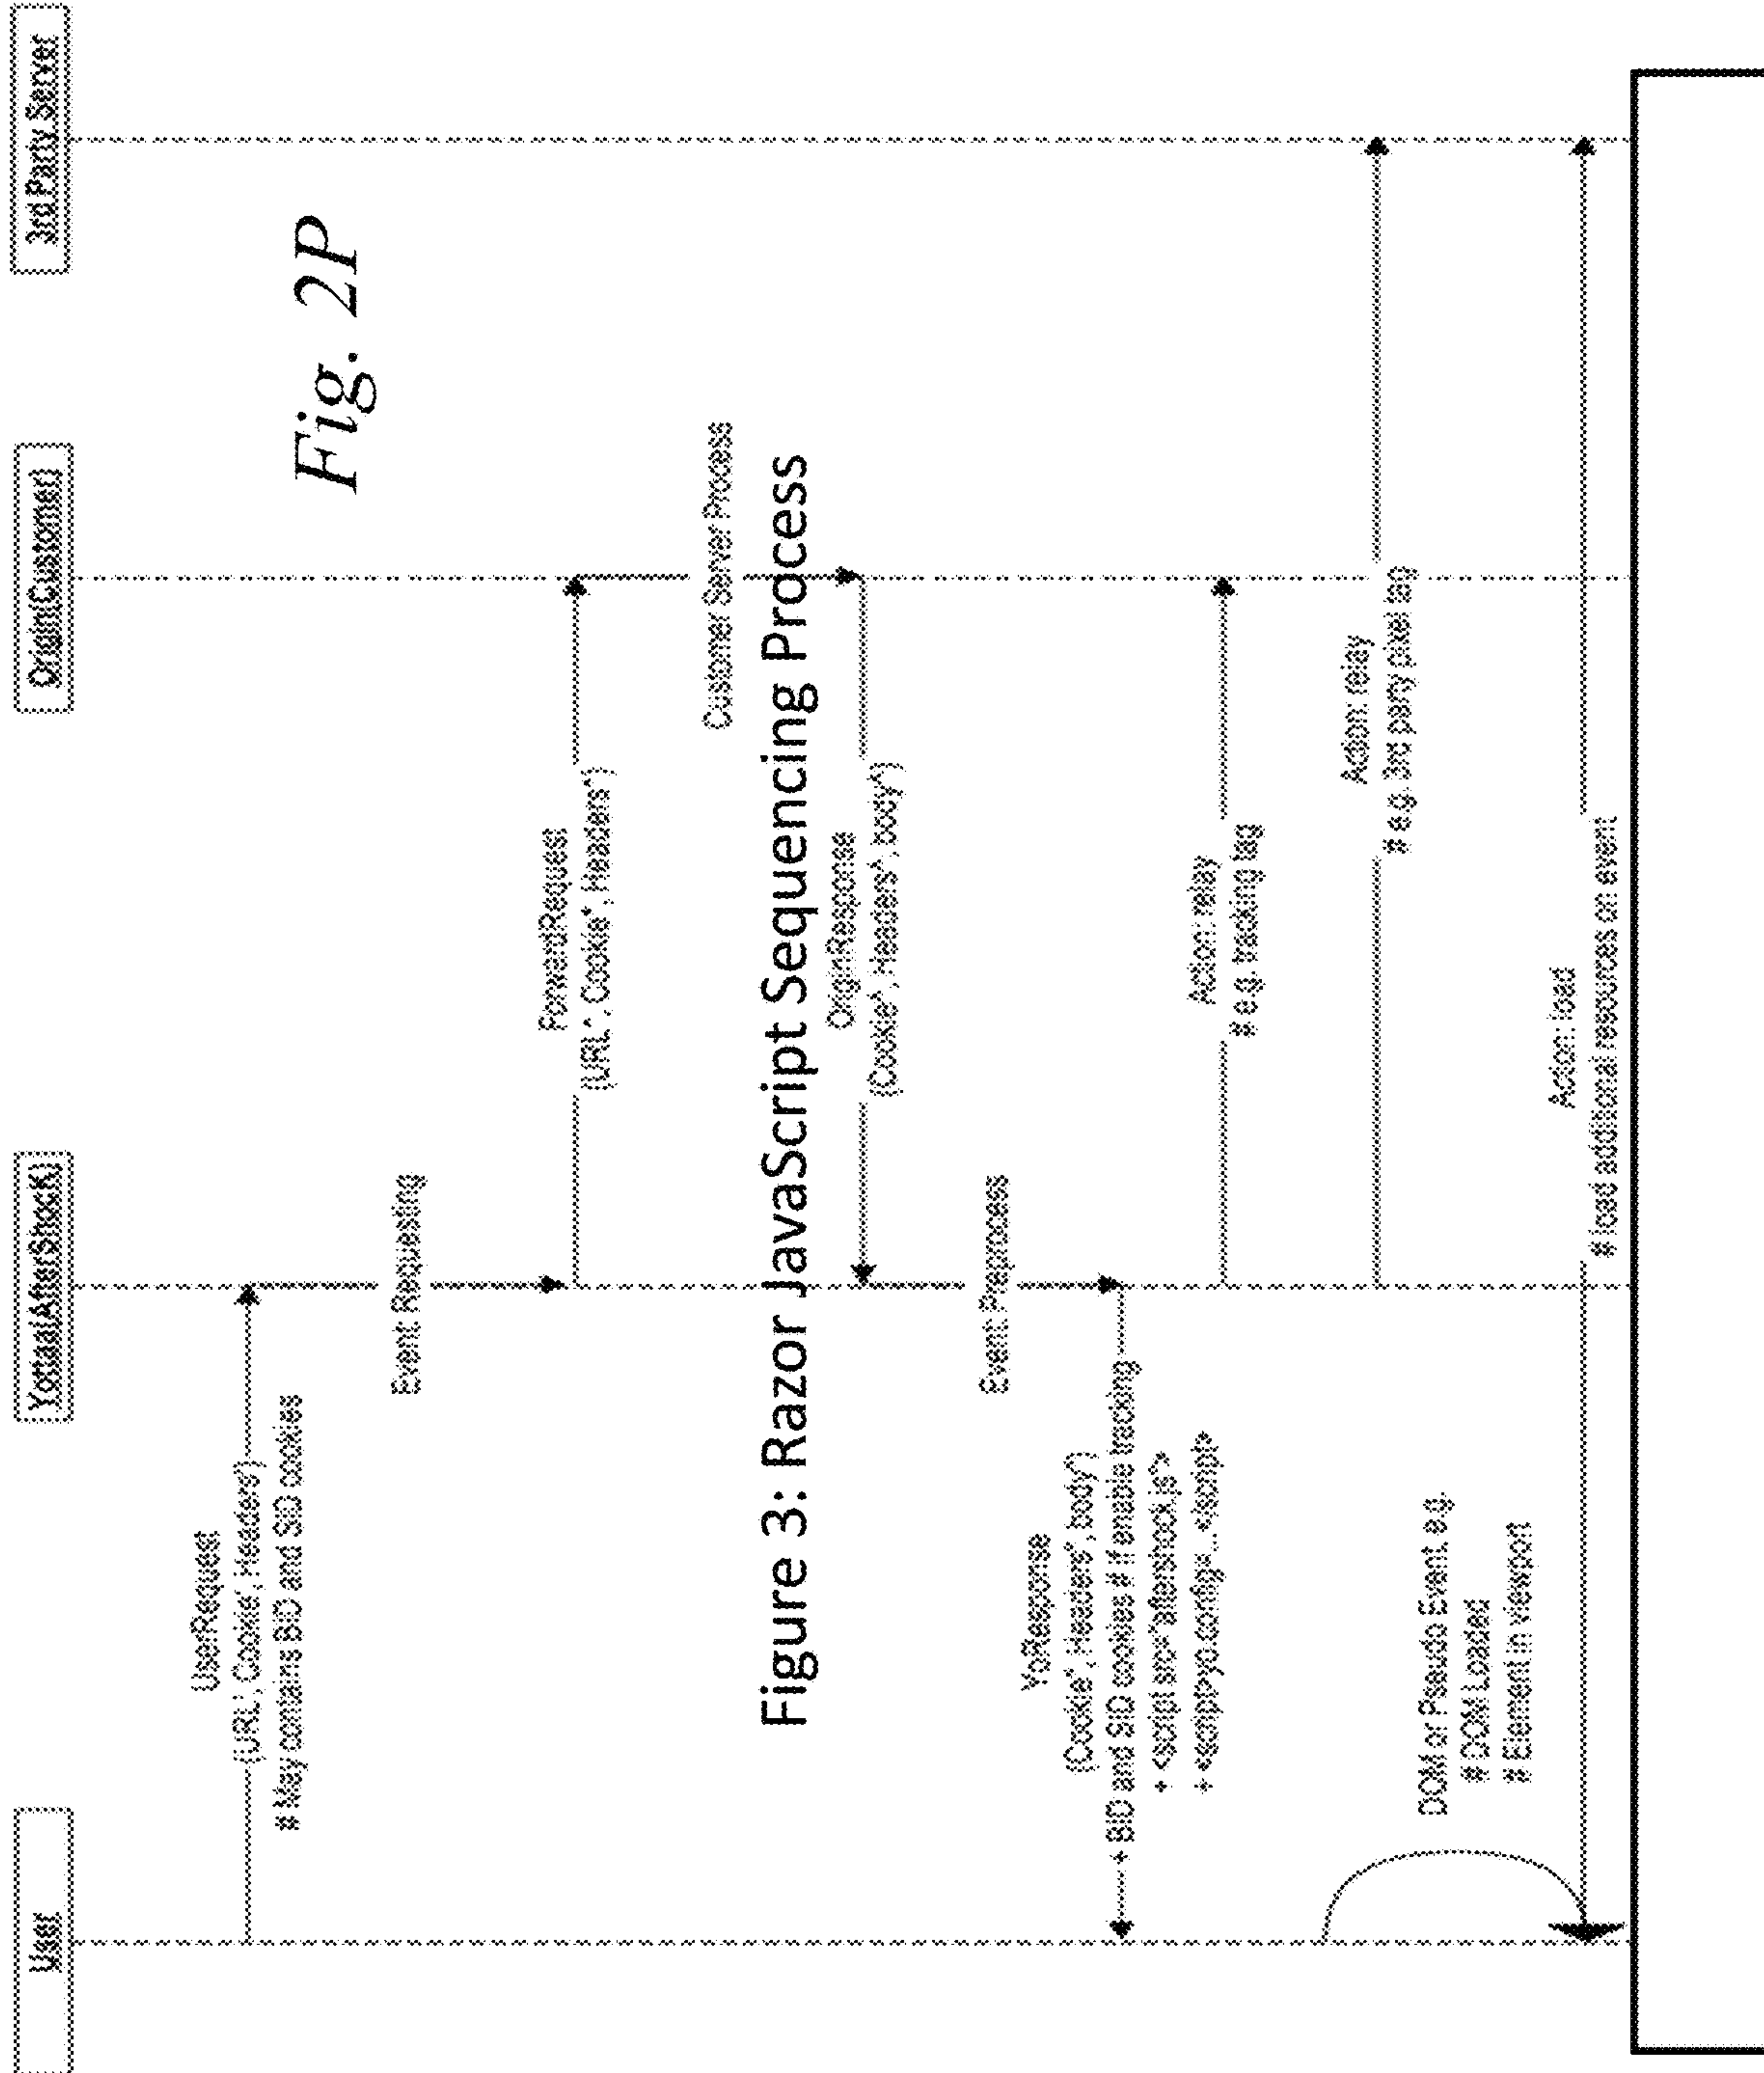 User
Yottaa(AfterShocK)
Origin(Customer)
3rd Party Server
UserRequest
(URL', Cookie', Headers')
# May contains BID and SID cookies
Fig. 2P
Event: Requesting
ForwardRequest
(URL^, Cookie^, Headers^)
Customer Server Process
Figure 3: Razor JavaScript Sequencing Process
OriginResponse
(Cookie^, Headers^, body^)
Event: Preprocess
YoResponse
(Cookie', Headers', body')
+ BID and SID cookies # if enable tracking
+ <script src="aftershock.js">
+ <script>yo.config=... </script>
Action: relay
# e.g. tracking tag
Action: relay
# e.g. 3rd party pixel tag
DOM or Pseudo Event, e.g.
# DOM Loaded
# Element in viewport
Action: load
# load additional resources on event